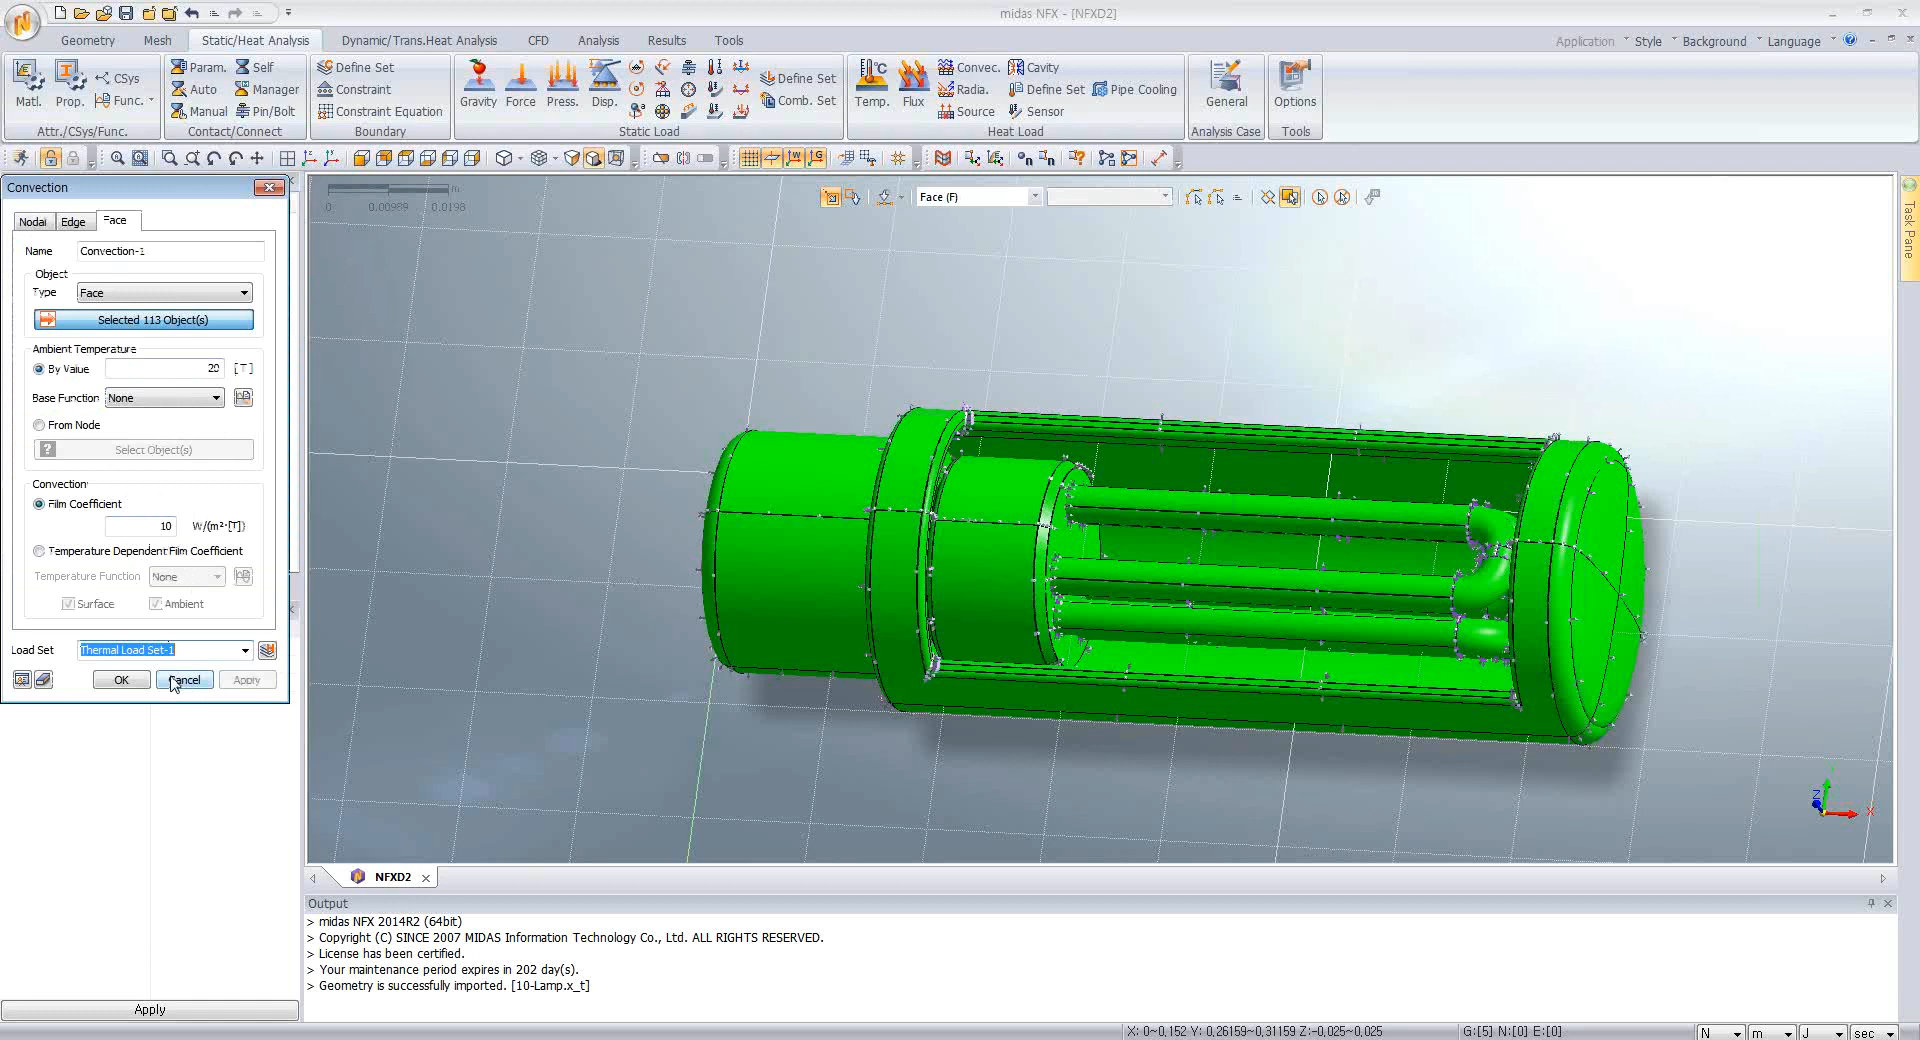 midas NFX - [NFXD2]
Geometry Mesh Static/Heat Analysis Dynamic/Trans.Heat Analysis CFD Analysis Results Tools
Application Style Background Language
Matl. Prop. CSys Func.
Attr./CSys/Func.
Param. Self
Auto Manager
Manual Pin/Bolt
Contact/Connect
Define Set
Constraint
Constraint Equation
Boundary
Gravity Force Press. Disp. Define Set
Comb. Set
Static Load
Temp. Flux Convec. Cavity
Radia. Define Set Pipe Cooling
Source Sensor
Heat Load
General
Analysis Case
Options
Tools
Convection
Nodal Edge Face
Name Convection-1
Object
Type Face
Selected 113 Object(s)
Ambient Temperature
By Value 20 [T]
Base Function None
From Node
Select Object(s)
Convection
Film Coefficient
10 W/(m²·[T])
Temperature Dependent Film Coefficient
Temperature Function None
Surface Ambient
Load Set Thermal Load Set-1
OK Cancel Apply
Apply
0 0.00989 0.0198 m
Face (F)
Task Pane
Z X
NFXD2
Output
> midas NFX 2014R2 (64bit)
> Copyright (C) SINCE 2007 MIDAS Information Technology Co., Ltd. ALL RIGHTS RESERVED.
> License has been certified.
> Your maintenance period expires in 202 day(s).
> Geometry is successfully imported. [10-Lamp.x_t]
X: 0~0,152 Y: 0,26159~0,31159 Z:-0,025~0,025
G:[5] N:[0] E:[0]
N m J sec